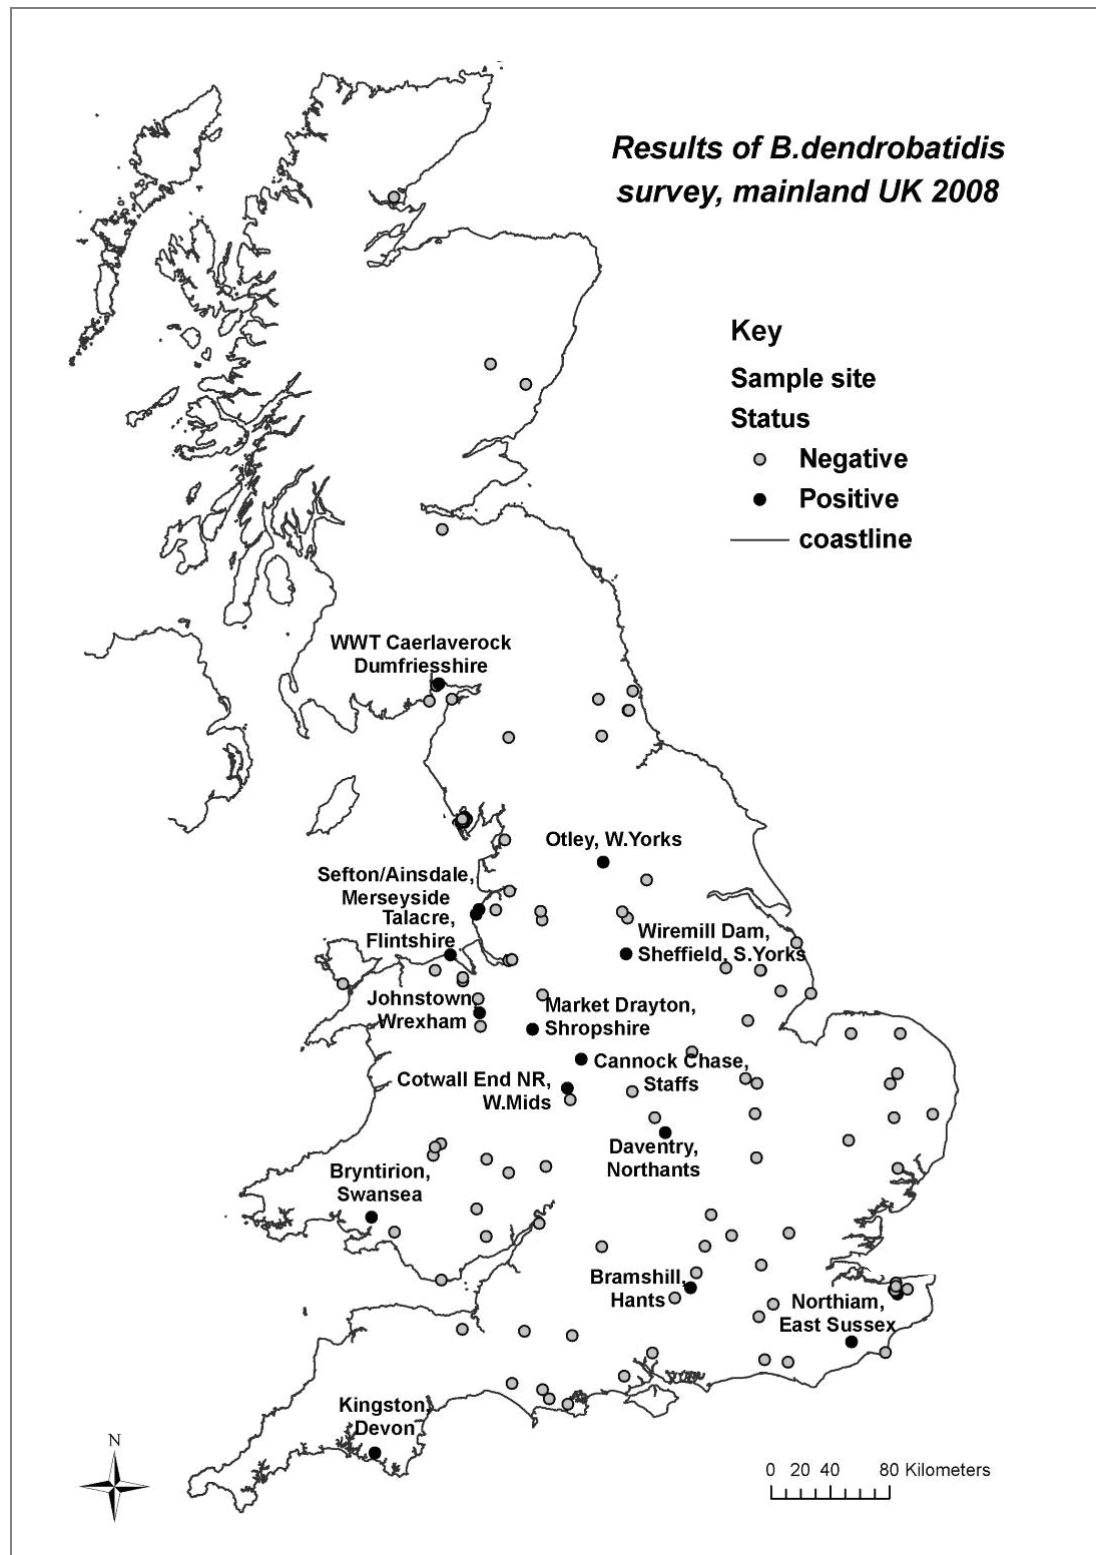 Results of B.dendrobatidis
survey, mainland UK 2008
Key
Sample site
Status
Negative
Positive
coastline
WWT Caerlaverock
Dumfriesshire
Otley, W.Yorks
Sefton/Ainsdale,
Merseyside
Talacre,
Flintshire
Wiremill Dam,
Sheffield, S.Yorks
Johnstown,
Wrexham
Market Drayton,
Shropshire
Cannock Chase,
Staffs
Cotwall End NR,
W.Mids
Daventry,
Northants
Bryntirion,
Swansea
Bramshill,
Hants
Northiam,
East Sussex
Kingston,
Devon
N
0 20 40 80 Kilometers